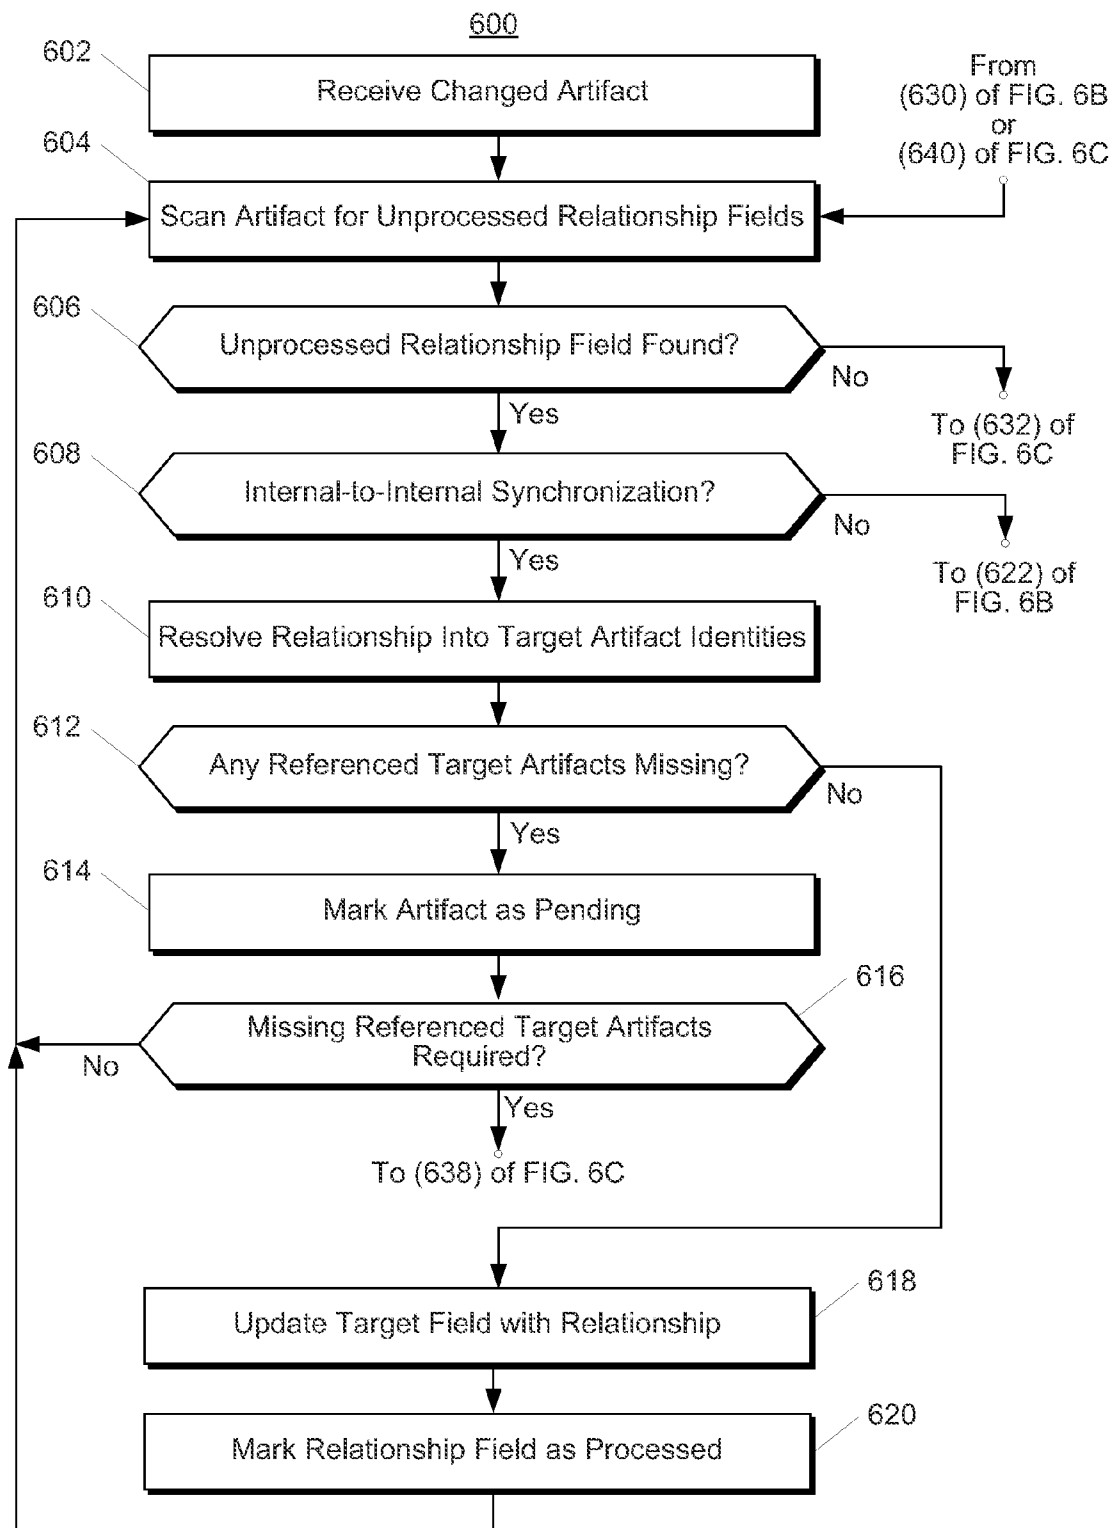 600
602
Receive Changed Artifact
From
(630) of FIG. 6B
or
(640) of FIG. 6C
604
Scan Artifact for Unprocessed Relationship Fields
606
Unprocessed Relationship Field Found?
No
To (632) of
FIG. 6C
Yes
608
Internal-to-Internal Synchronization?
No
To (622) of
FIG. 6B
Yes
610
Resolve Relationship Into Target Artifact Identities
612
Any Referenced Target Artifacts Missing?
No
Yes
614
Mark Artifact as Pending
616
Missing Referenced Target Artifacts
Required?
No
Yes
To (638) of FIG. 6C
618
Update Target Field with Relationship
620
Mark Relationship Field as Processed